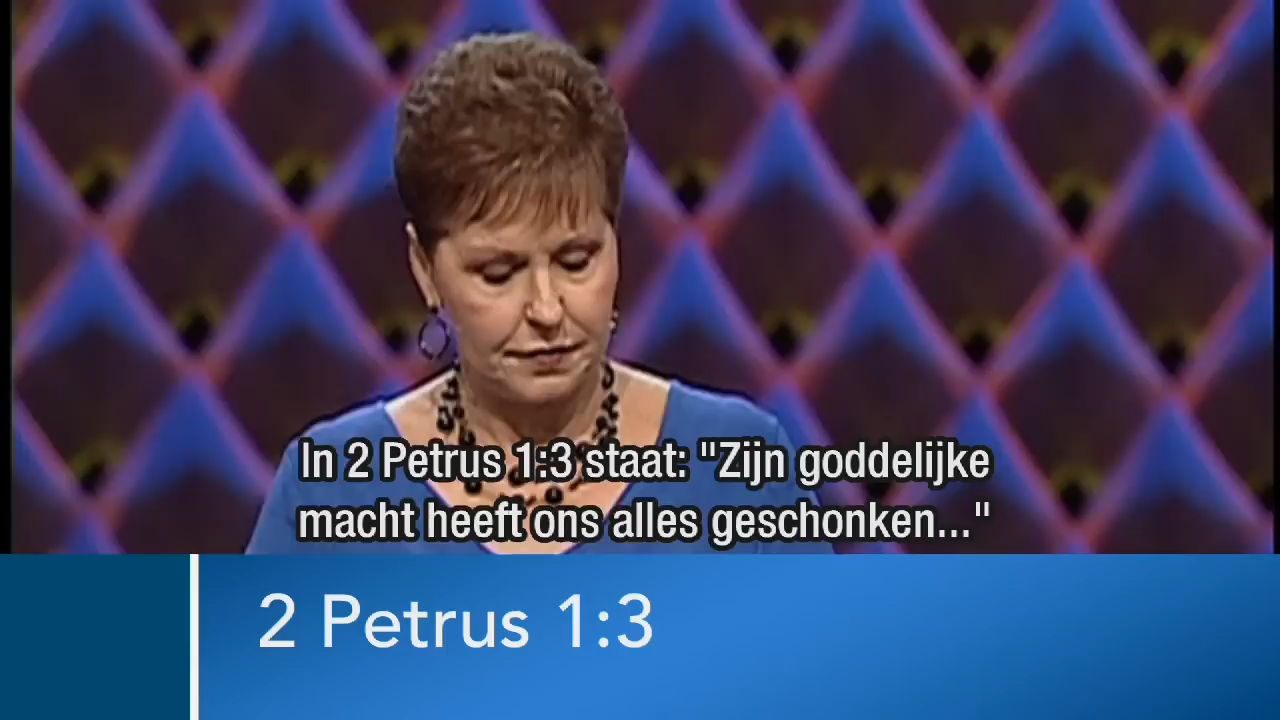 In 2 Petrus 1:3 staat: "Zijn goddelijke
macht heeft ons alles geschonken..."
2 Petrus 1:3